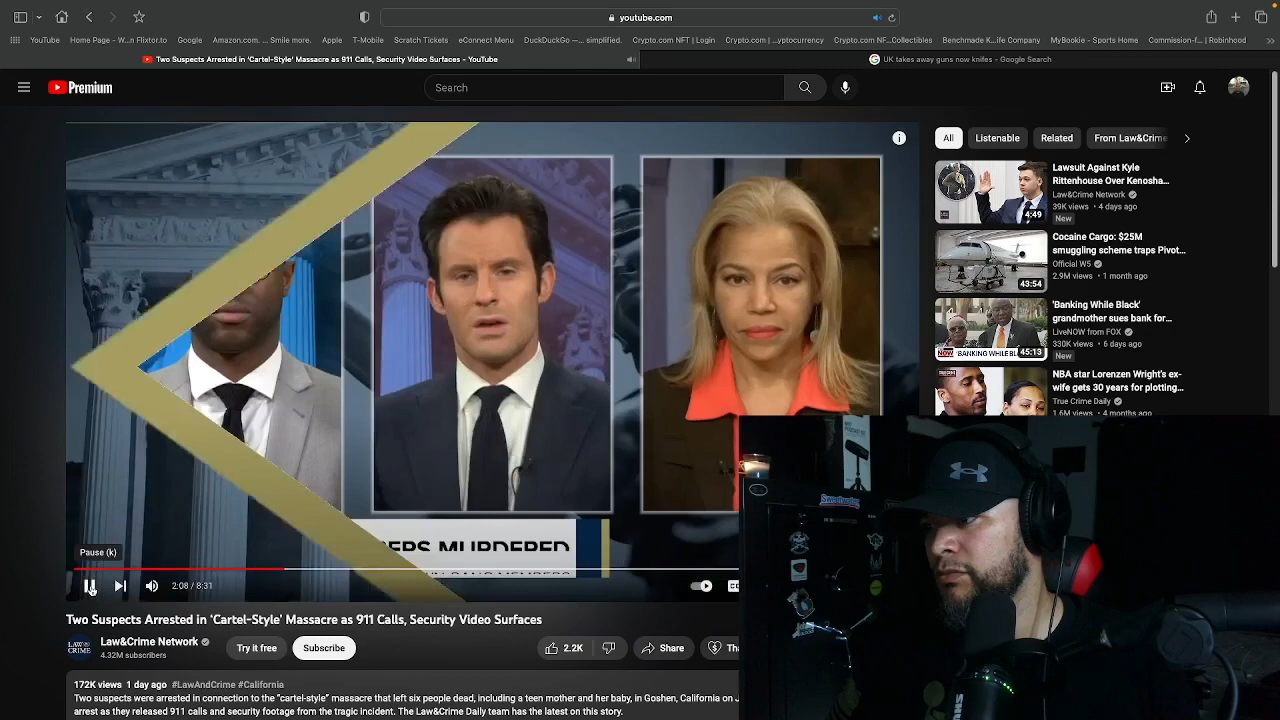 youtube.com
YouTube
Home Page - W...n Flixtor.to
Google
Amazon.com. ... Smile more.
Apple
T-Mobile
Scratch Tickets
eConnect Menu
DuckDuckGo — ... simplified.
Crypto.com NFT | Login
Crypto.com | ...yptocurrency
Crypto.com NF...Collectibles
Benchmade K...ife Company
MyBookie - Sports Home
Commission-f... | Robinhood
Two Suspects Arrested in 'Cartel-Style' Massacre as 911 Calls, Security Video Surfaces - YouTube
UK takes away guns now knifes - Google Search
Premium
Search
All
Listenable
Related
From Law&Crime
Lawsuit Against Kyle
Rittenhouse Over Kenosha...
Law&Crime Network
39K views • 4 days ago
New
4:49
Cocaine Cargo: $25M
smuggling scheme traps Pivot...
Official W5
2.9M views • 1 month ago
43:54
'Banking While Black'
grandmother sues bank for...
LiveNOW from FOX
330K views • 6 days ago
New
NOW
45:13
NBA star Lorenzen Wright's ex-
wife gets 30 years for plotting...
True Crime Daily
1.6M views • 4 months ago
MURDERED
Pause (k)
2:08 / 8:31
Sweetwater
Two Suspects Arrested in 'Cartel-Style' Massacre as 911 Calls, Security Video Surfaces
LAW&
CRIME
Law&Crime Network
4.32M subscribers
Try it free
Subscribe
2.2K
Share
Tha
172K views 1 day ago #LawAndCrime #California
Two suspects were arrested in connection to the "cartel-style" massacre that left six people dead, including a teen mother and her baby, in Goshen, California on J
arrest as they released 911 calls and security footage from the tragic incident. The Law&Crime Daily team has the latest on this story.